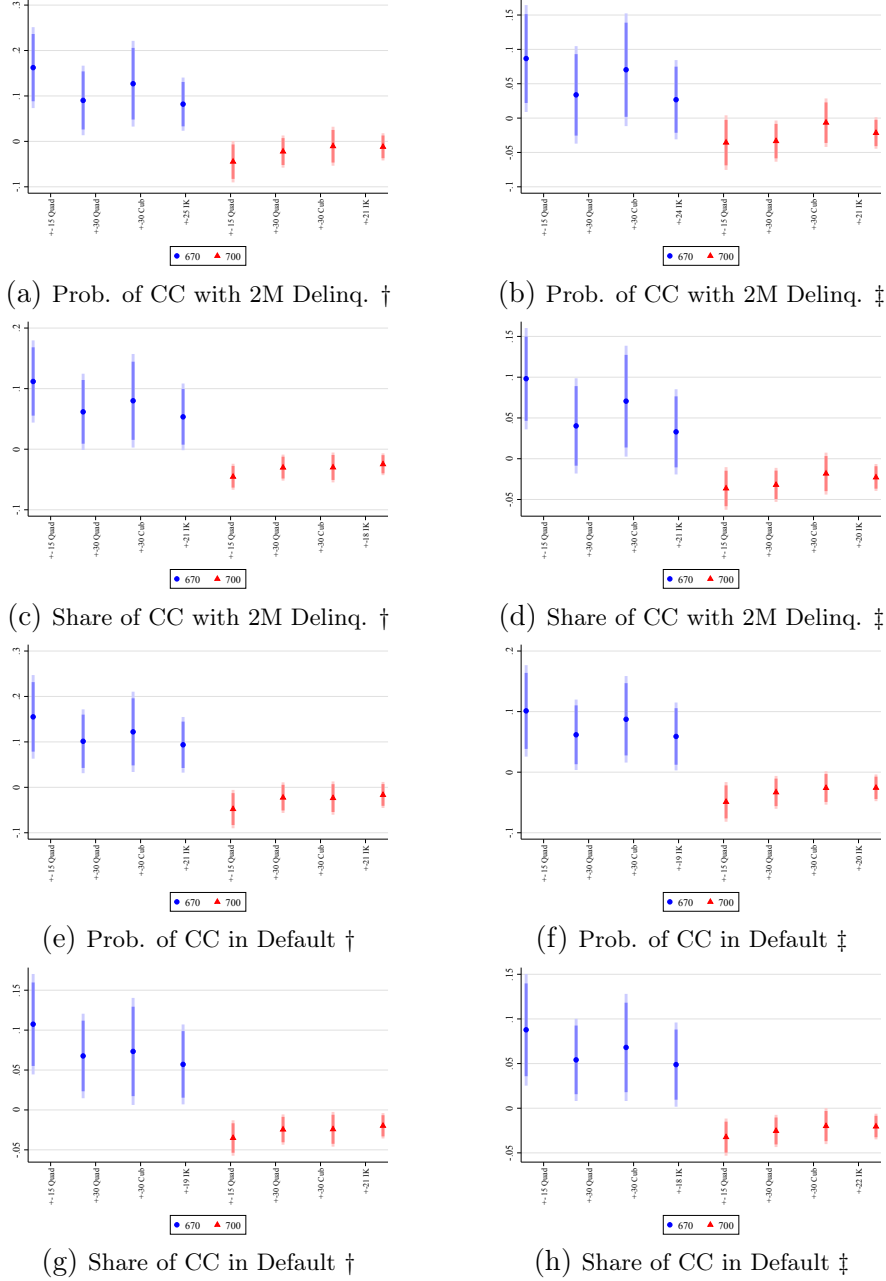 .3
.2
.1
0
-.1
+-15 Quad
+-30 Quad
+-30 Cub
+-25 IK
+-15 Quad
+-30 Quad
+-30 Cub
+-21 IK
670 700
(a) Prob. of CC with 2M Delinq. †
.15
.1
.05
0
-.05
-.1
+-15 Quad
+-30 Quad
+-30 Cub
+-24 IK
+-15 Quad
+-30 Quad
+-30 Cub
+-21 IK
670 700
(b) Prob. of CC with 2M Delinq. ‡
.2
.1
0
-.1
+-15 Quad
+-30 Quad
+-30 Cub
+-21 IK
+-15 Quad
+-30 Quad
+-30 Cub
+-18 IK
670 700
(c) Share of CC with 2M Delinq. †
.15
.1
.05
0
-.05
+-15 Quad
+-30 Quad
+-30 Cub
+-21 IK
+-15 Quad
+-30 Quad
+-30 Cub
+-20 IK
670 700
(d) Share of CC with 2M Delinq. ‡
.3
.2
.1
0
-.1
+-15 Quad
+-30 Quad
+-30 Cub
+-21 IK
+-15 Quad
+-30 Quad
+-30 Cub
+-21 IK
670 700
(e) Prob. of CC in Default †
.2
.1
0
-.1
+-15 Quad
+-30 Quad
+-30 Cub
+-19 IK
+-15 Quad
+-30 Quad
+-30 Cub
+-20 IK
670 700
(f) Prob. of CC in Default ‡
.15
.1
.05
0
-.05
+-15 Quad
+-30 Quad
+-30 Cub
+-19 IK
+-15 Quad
+-30 Quad
+-30 Cub
+-21 IK
670 700
(g) Share of CC in Default †
.15
.1
.05
0
-.05
+-15 Quad
+-30 Quad
+-30 Cub
+-18 IK
+-15 Quad
+-30 Quad
+-30 Cub
+-22 IK
670 700
(h) Share of CC in Default ‡